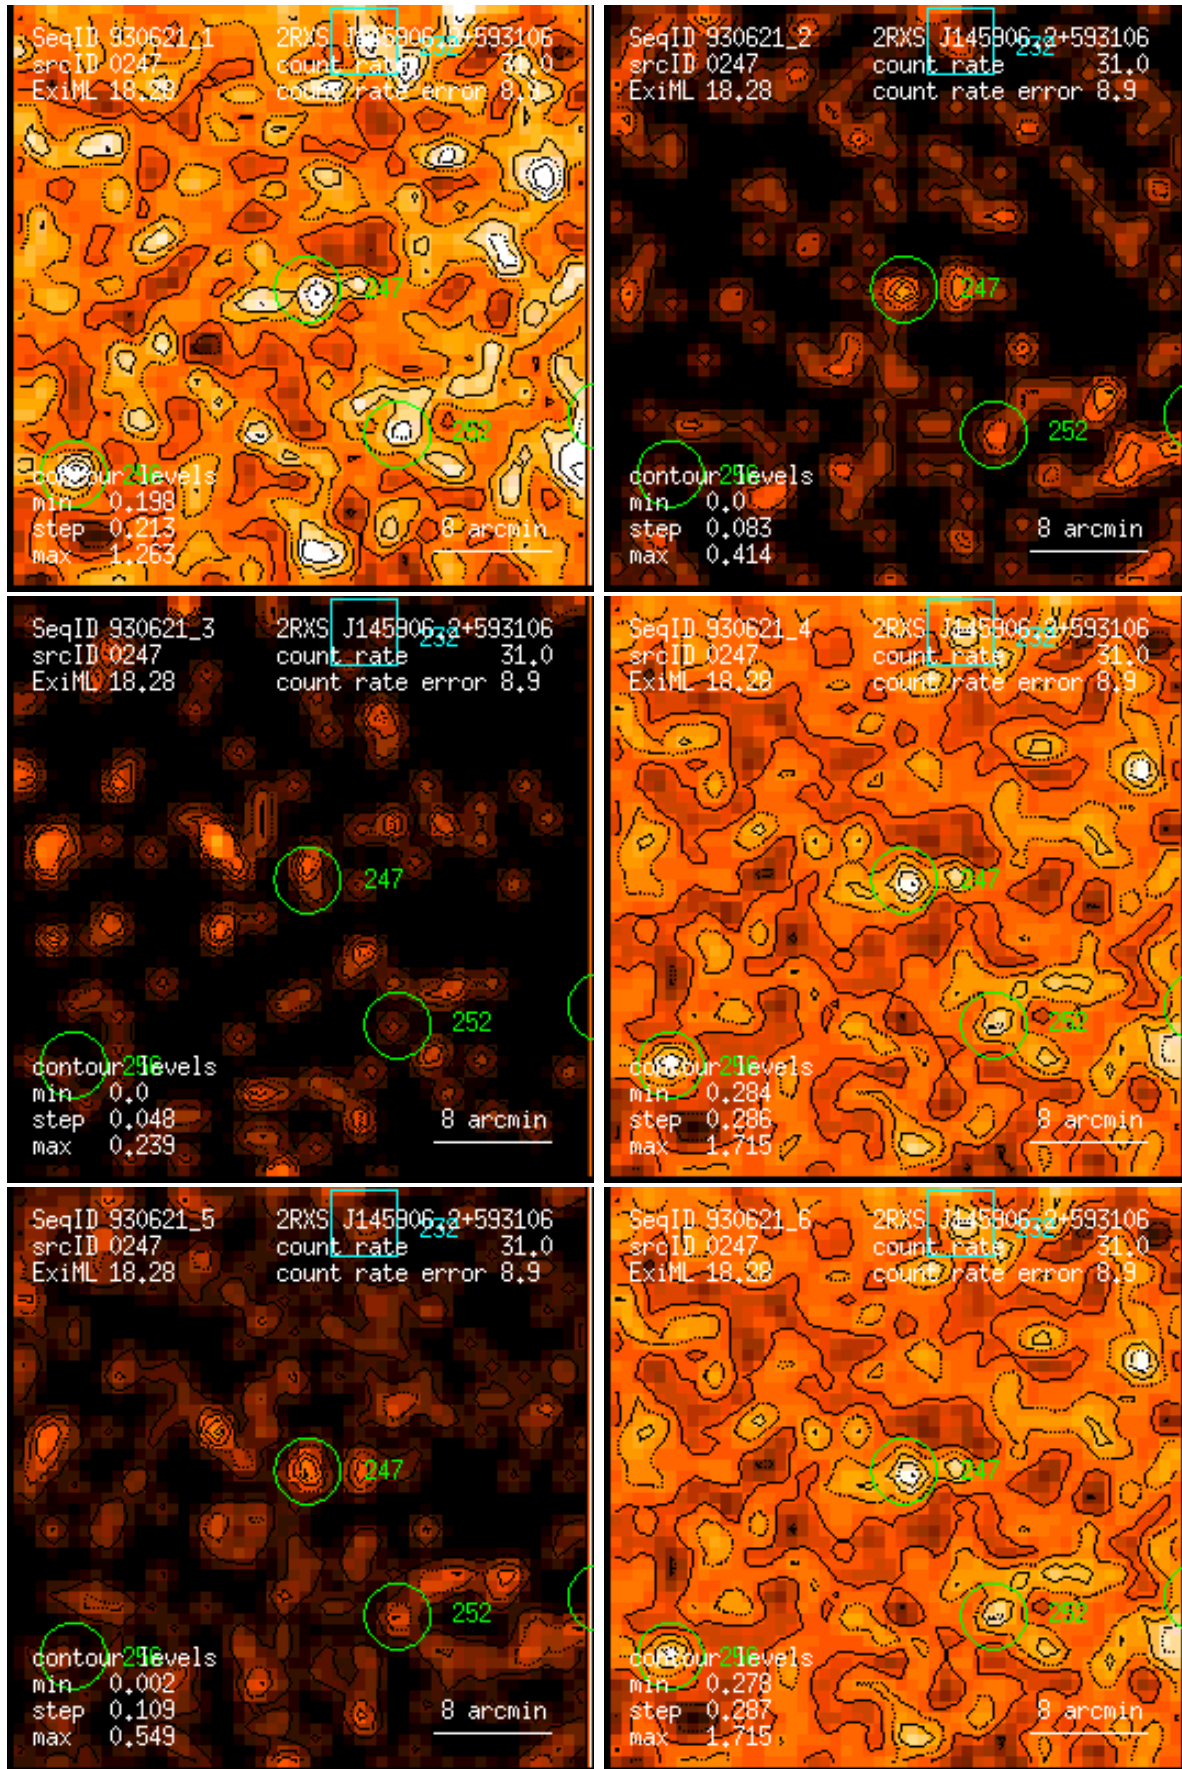 SeqID 930621_1 2RXS J145906.2+593106
232
srcID 0247 count rate 31.0
ExiML 18.28 count rate error 8.9
247
252
contour levels
min 0.198
step 0.213 8 arcmin
max 1.263
SeqID 930621_2 2RXS J145906.2+593106
232
srcID 0247 count rate 31.0
ExiML 18.28 count rate error 8.9
247
252
contour levels
min 0.0
step 0.083 8 arcmin
max 0.414
SeqID 930621_3 2RXS J145906.2+593106
232
srcID 0247 count rate 31.0
ExiML 18.28 count rate error 8.9
247
252
contour levels
min 0.0
step 0.048 8 arcmin
max 0.239
SeqID 930621_4 2RXS J145906.2+593106
232
srcID 0247 count rate 31.0
ExiML 18.28 count rate error 8.9
247
252
contour levels
min 0.284
step 0.286 8 arcmin
max 1.715
SeqID 930621_5 2RXS J145906.2+593106
232
srcID 0247 count rate 31.0
ExiML 18.28 count rate error 8.9
247
252
contour levels
min 0.002
step 0.109 8 arcmin
max 0.549
SeqID 930621_6 2RXS J145906.2+593106
232
srcID 0247 count rate 31.0
ExiML 18.28 count rate error 8.9
247
252
contour levels
min 0.278
step 0.287 8 arcmin
max 1.715